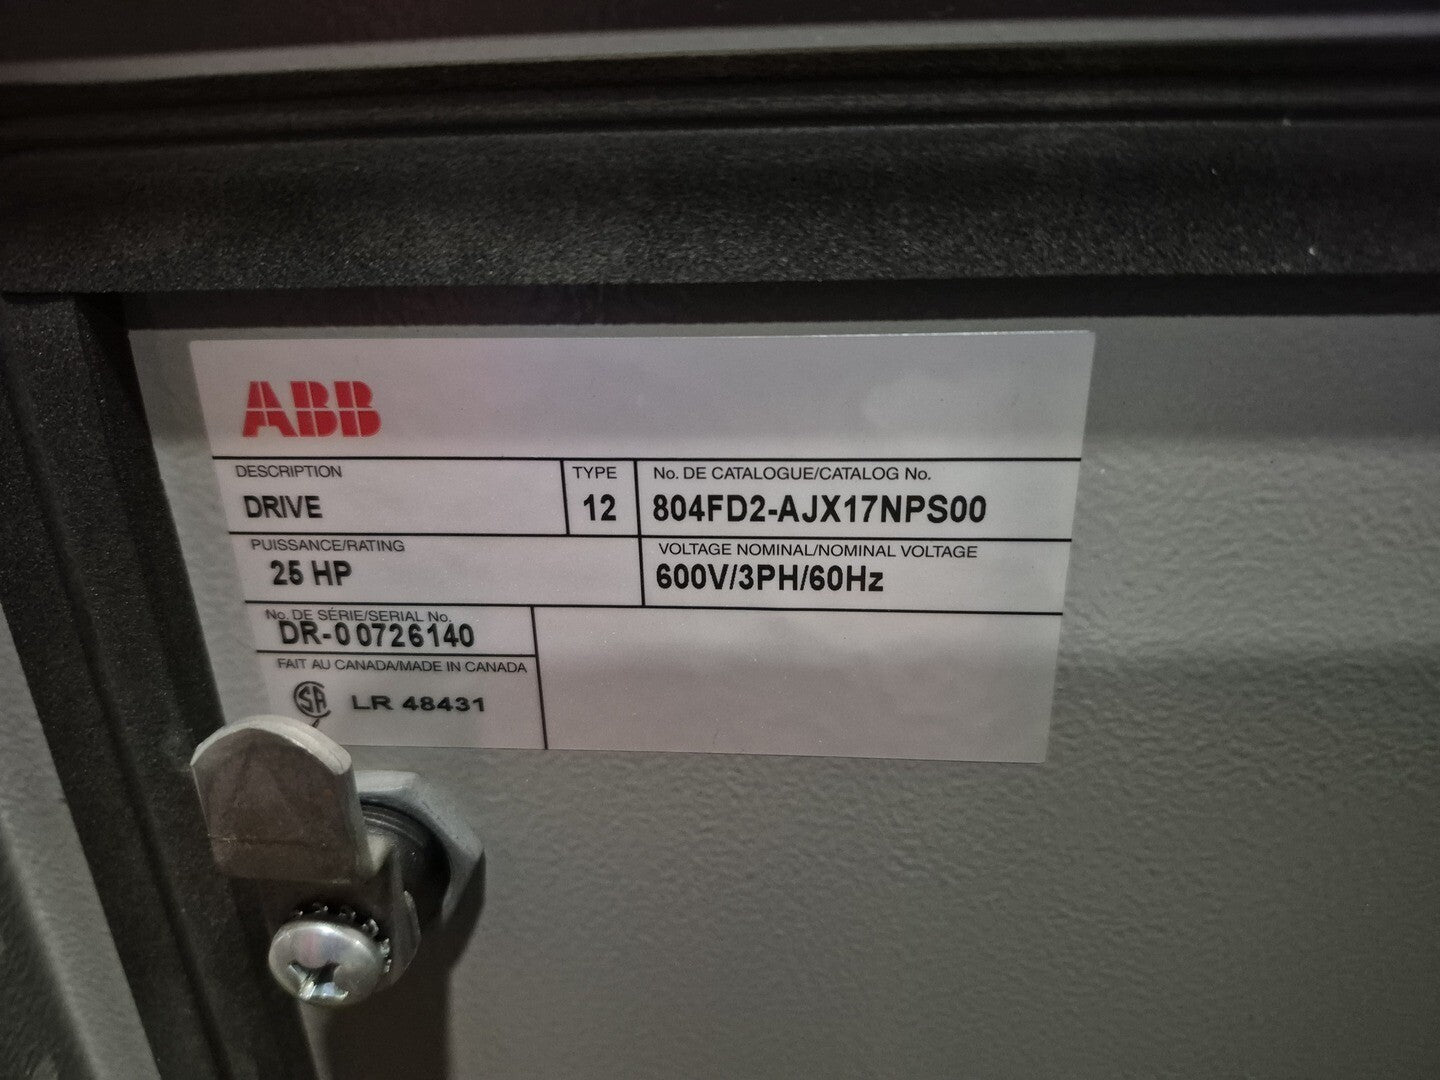 ABB
DESCRIPTION
DRIVE
TYPE
12
No. DE CATALOGUE/CATALOG No.
804FD2-AJX17NPS00
PUISSANCE/RATING
25 HP
VOLTAGE NOMINAL/NOMINAL VOLTAGE
600V/3PH/60Hz
No. DE SÉRIE/SERIAL No.
DR-00726140
FAIT AU CANADA/MADE IN CANADA
SA LR 48431